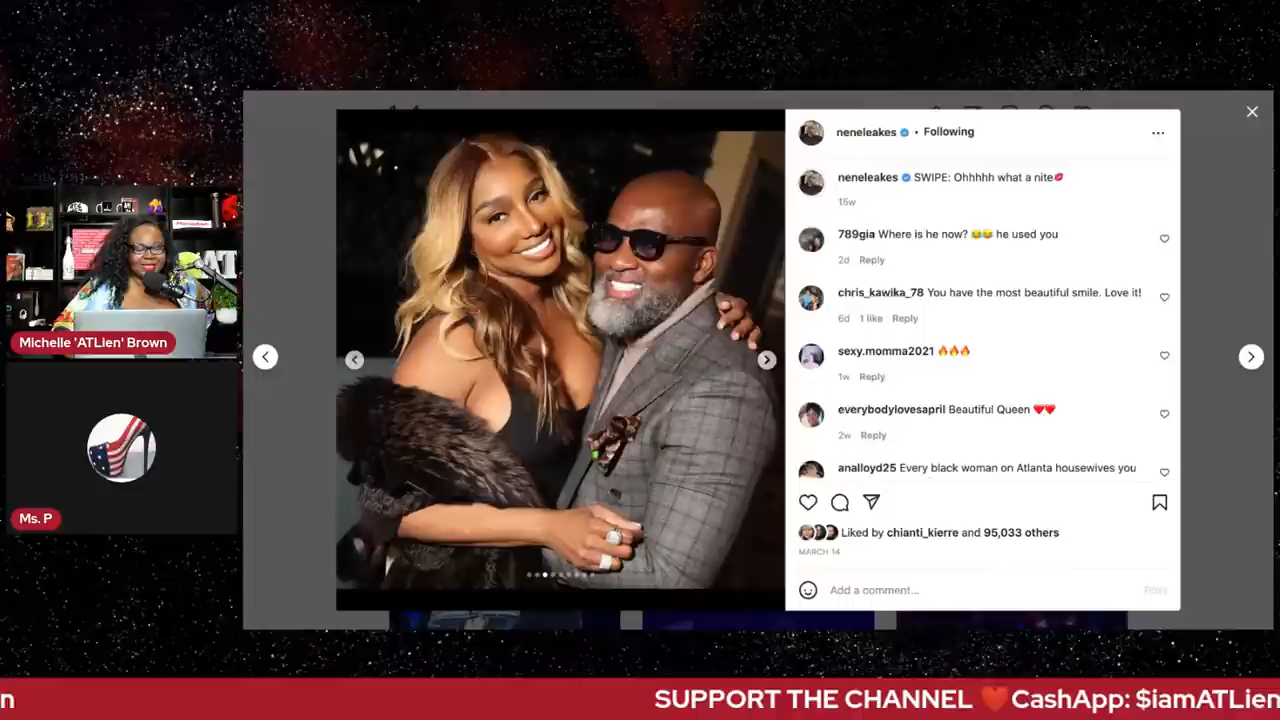 neneleakes • Following
neneleakes SWIPE: Ohhhhh what a nite💋
15w
789gia Where is he now? 😂😂 he used you
2d Reply
chris_kawika_78 You have the most beautiful smile. Love it!
6d 1 like Reply
sexy.momma2021 🔥🔥🔥
1w Reply
everybodylovesapril Beautiful Queen ❤️❤️
2w Reply
analloyd25 Every black woman on Atlanta housewives you
Liked by chianti_kierre and 95,033 others
MARCH 14
Add a comment...
Post
AT
Michelle 'ATLien' Brown
Ms. P
n
SUPPORT THE CHANNEL ❤️CashApp: $iamATLien